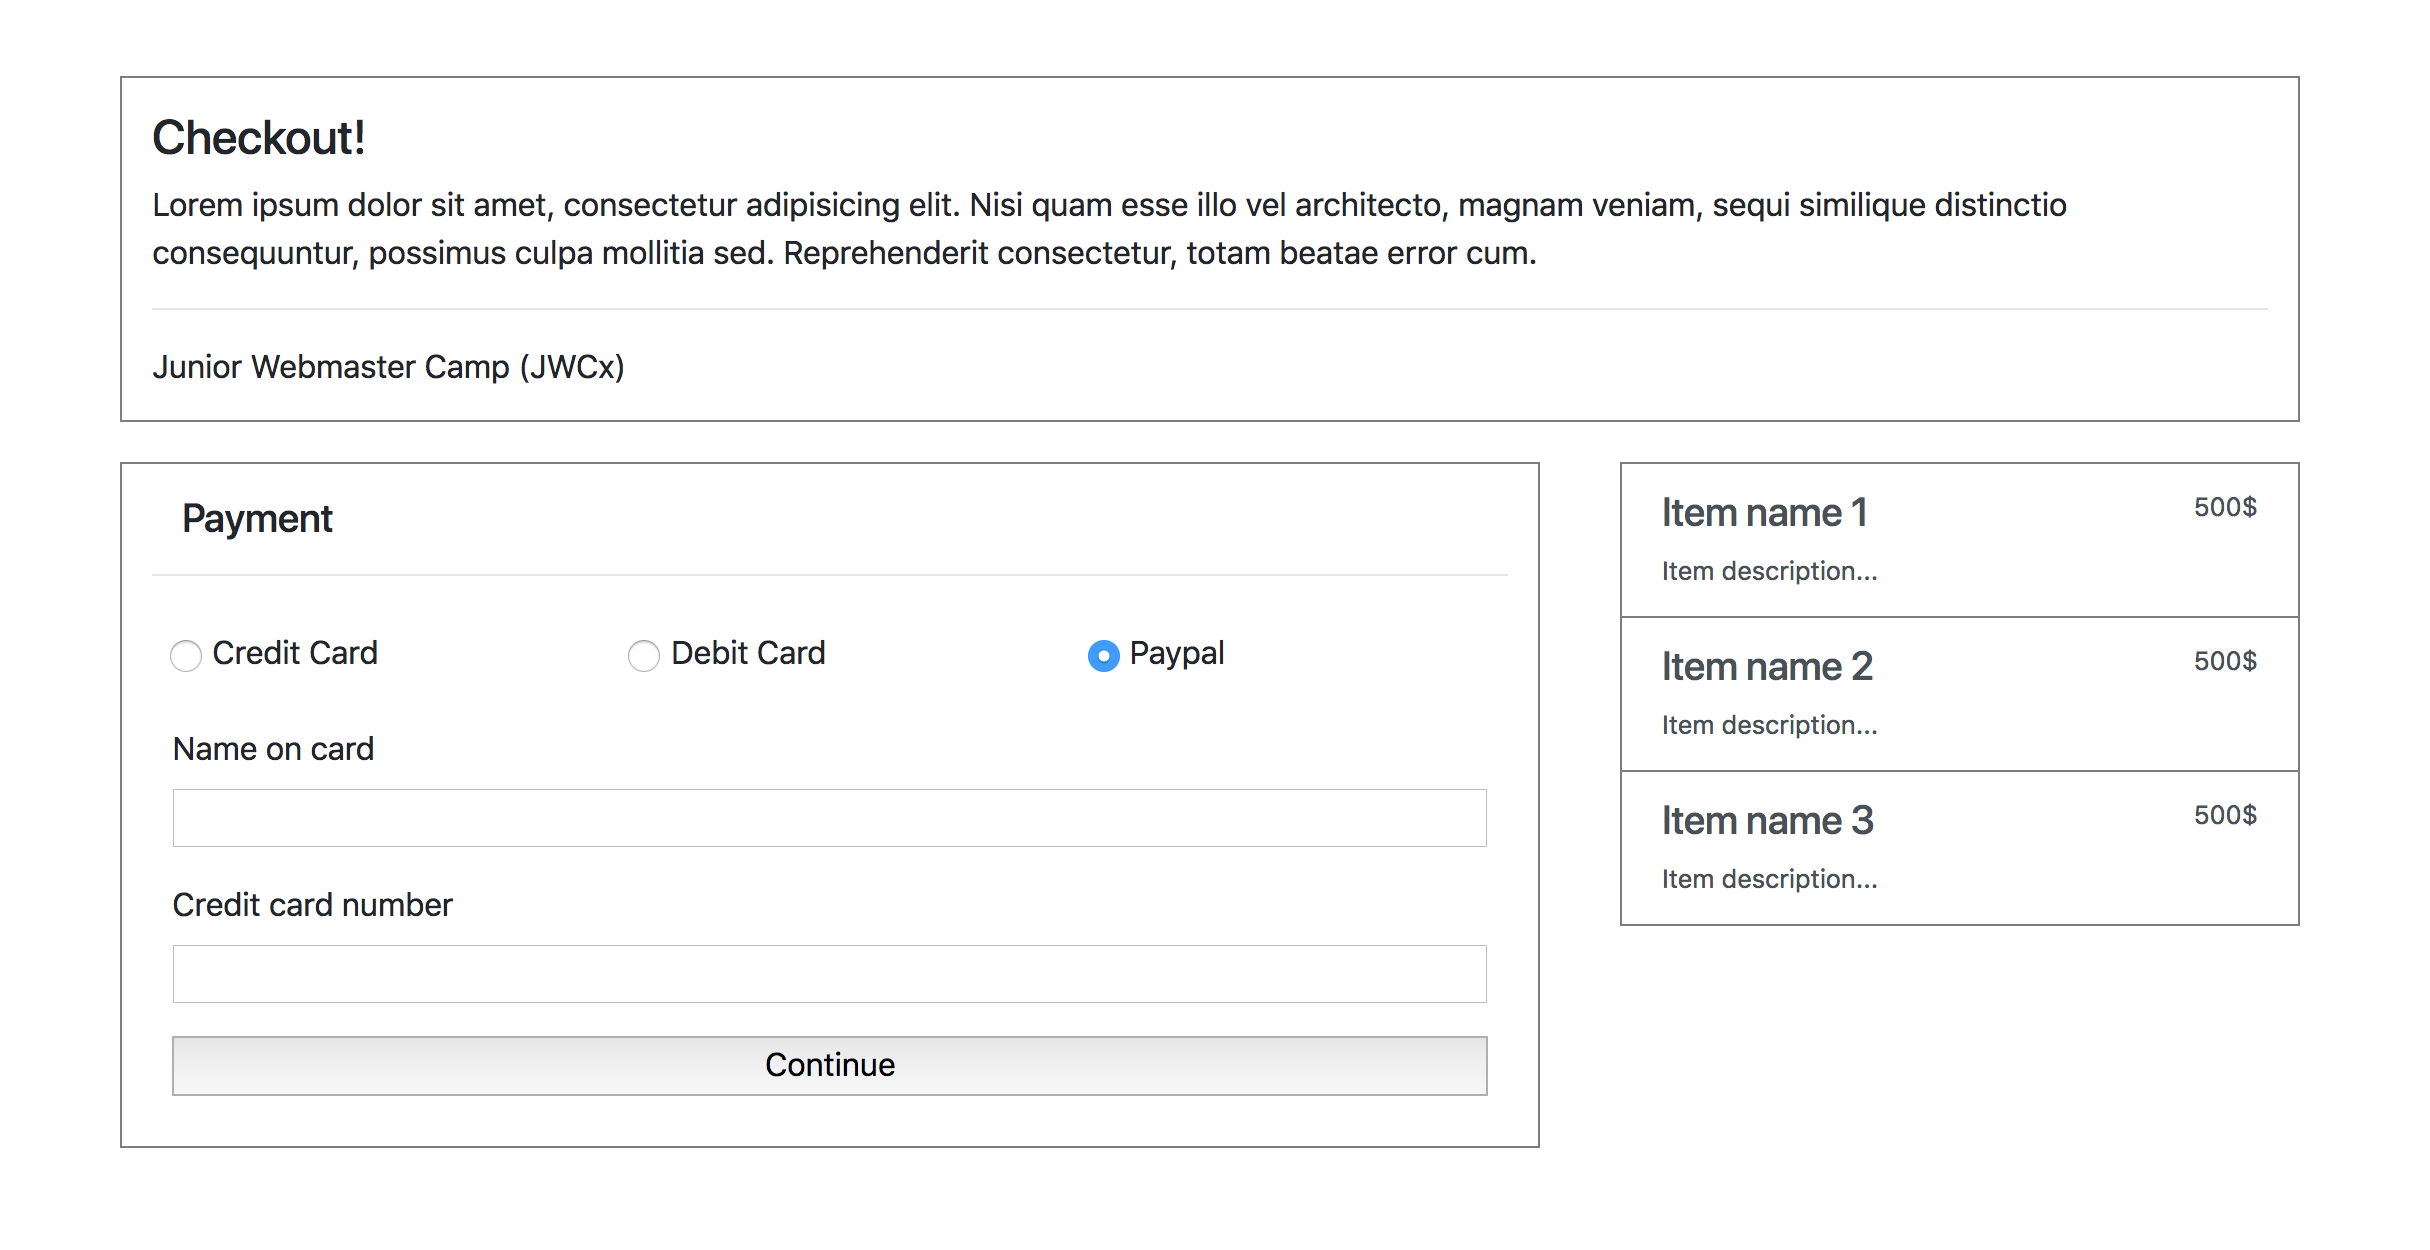 Checkout!
Lorem ipsum dolor sit amet, consectetur adipisicing elit. Nisi quam esse illo vel architecto, magnam veniam, sequi similique distinctio
consequuntur, possimus culpa mollitia sed. Reprehenderit consectetur, totam beatae error cum.
Junior Webmaster Camp (JWCx)
Payment
Credit Card
Debit Card
Paypal
Name on card
Credit card number
Continue
Item name 1
500$
Item description...
Item name 2
500$
Item description...
Item name 3
500$
Item description...